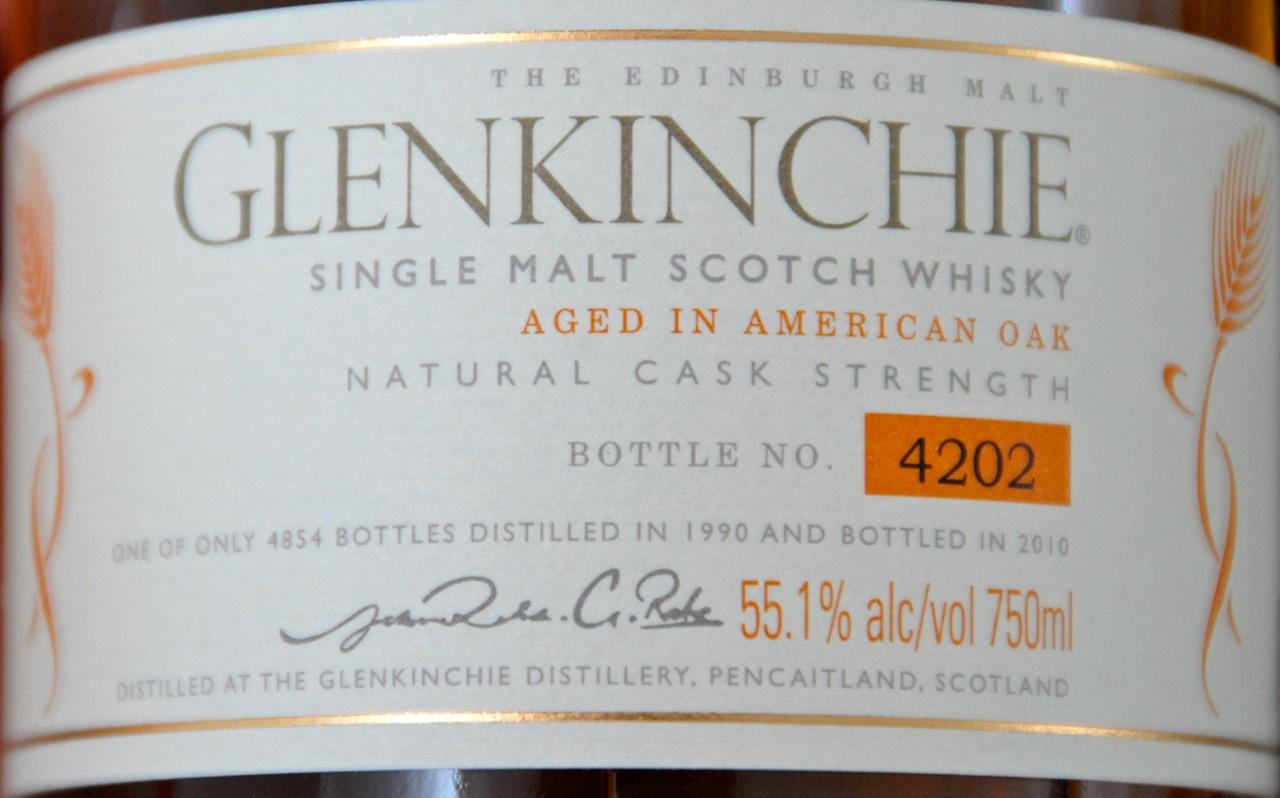 THE EDINBURGH MALT
GLENKINCHIE®
SINGLE MALT SCOTCH WHISKY
AGED IN AMERICAN OAK
NATURAL CASK STRENGTH
BOTTLE NO. 4202
ONE OF ONLY 4854 BOTTLES DISTILLED IN 1990 AND BOTTLED IN 2010
55.1% alc/vol 750ml
DISTILLED AT THE GLENKINCHIE DISTILLERY, PENCAITLAND, SCOTLAND